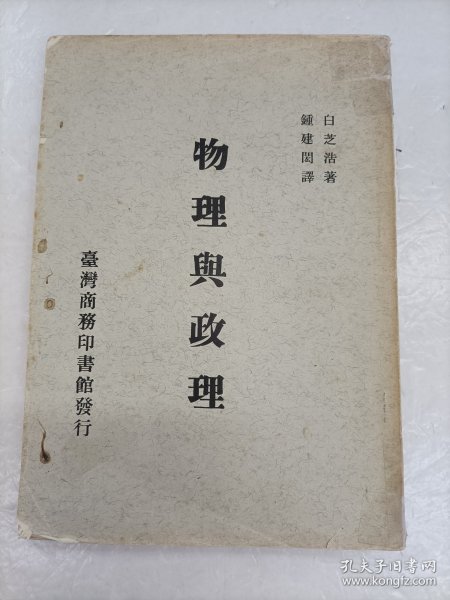 白芝浩著
鍾建閎譯
物理與政理
臺灣商務印書館發行
孔夫子旧书网
www.kongfz.com